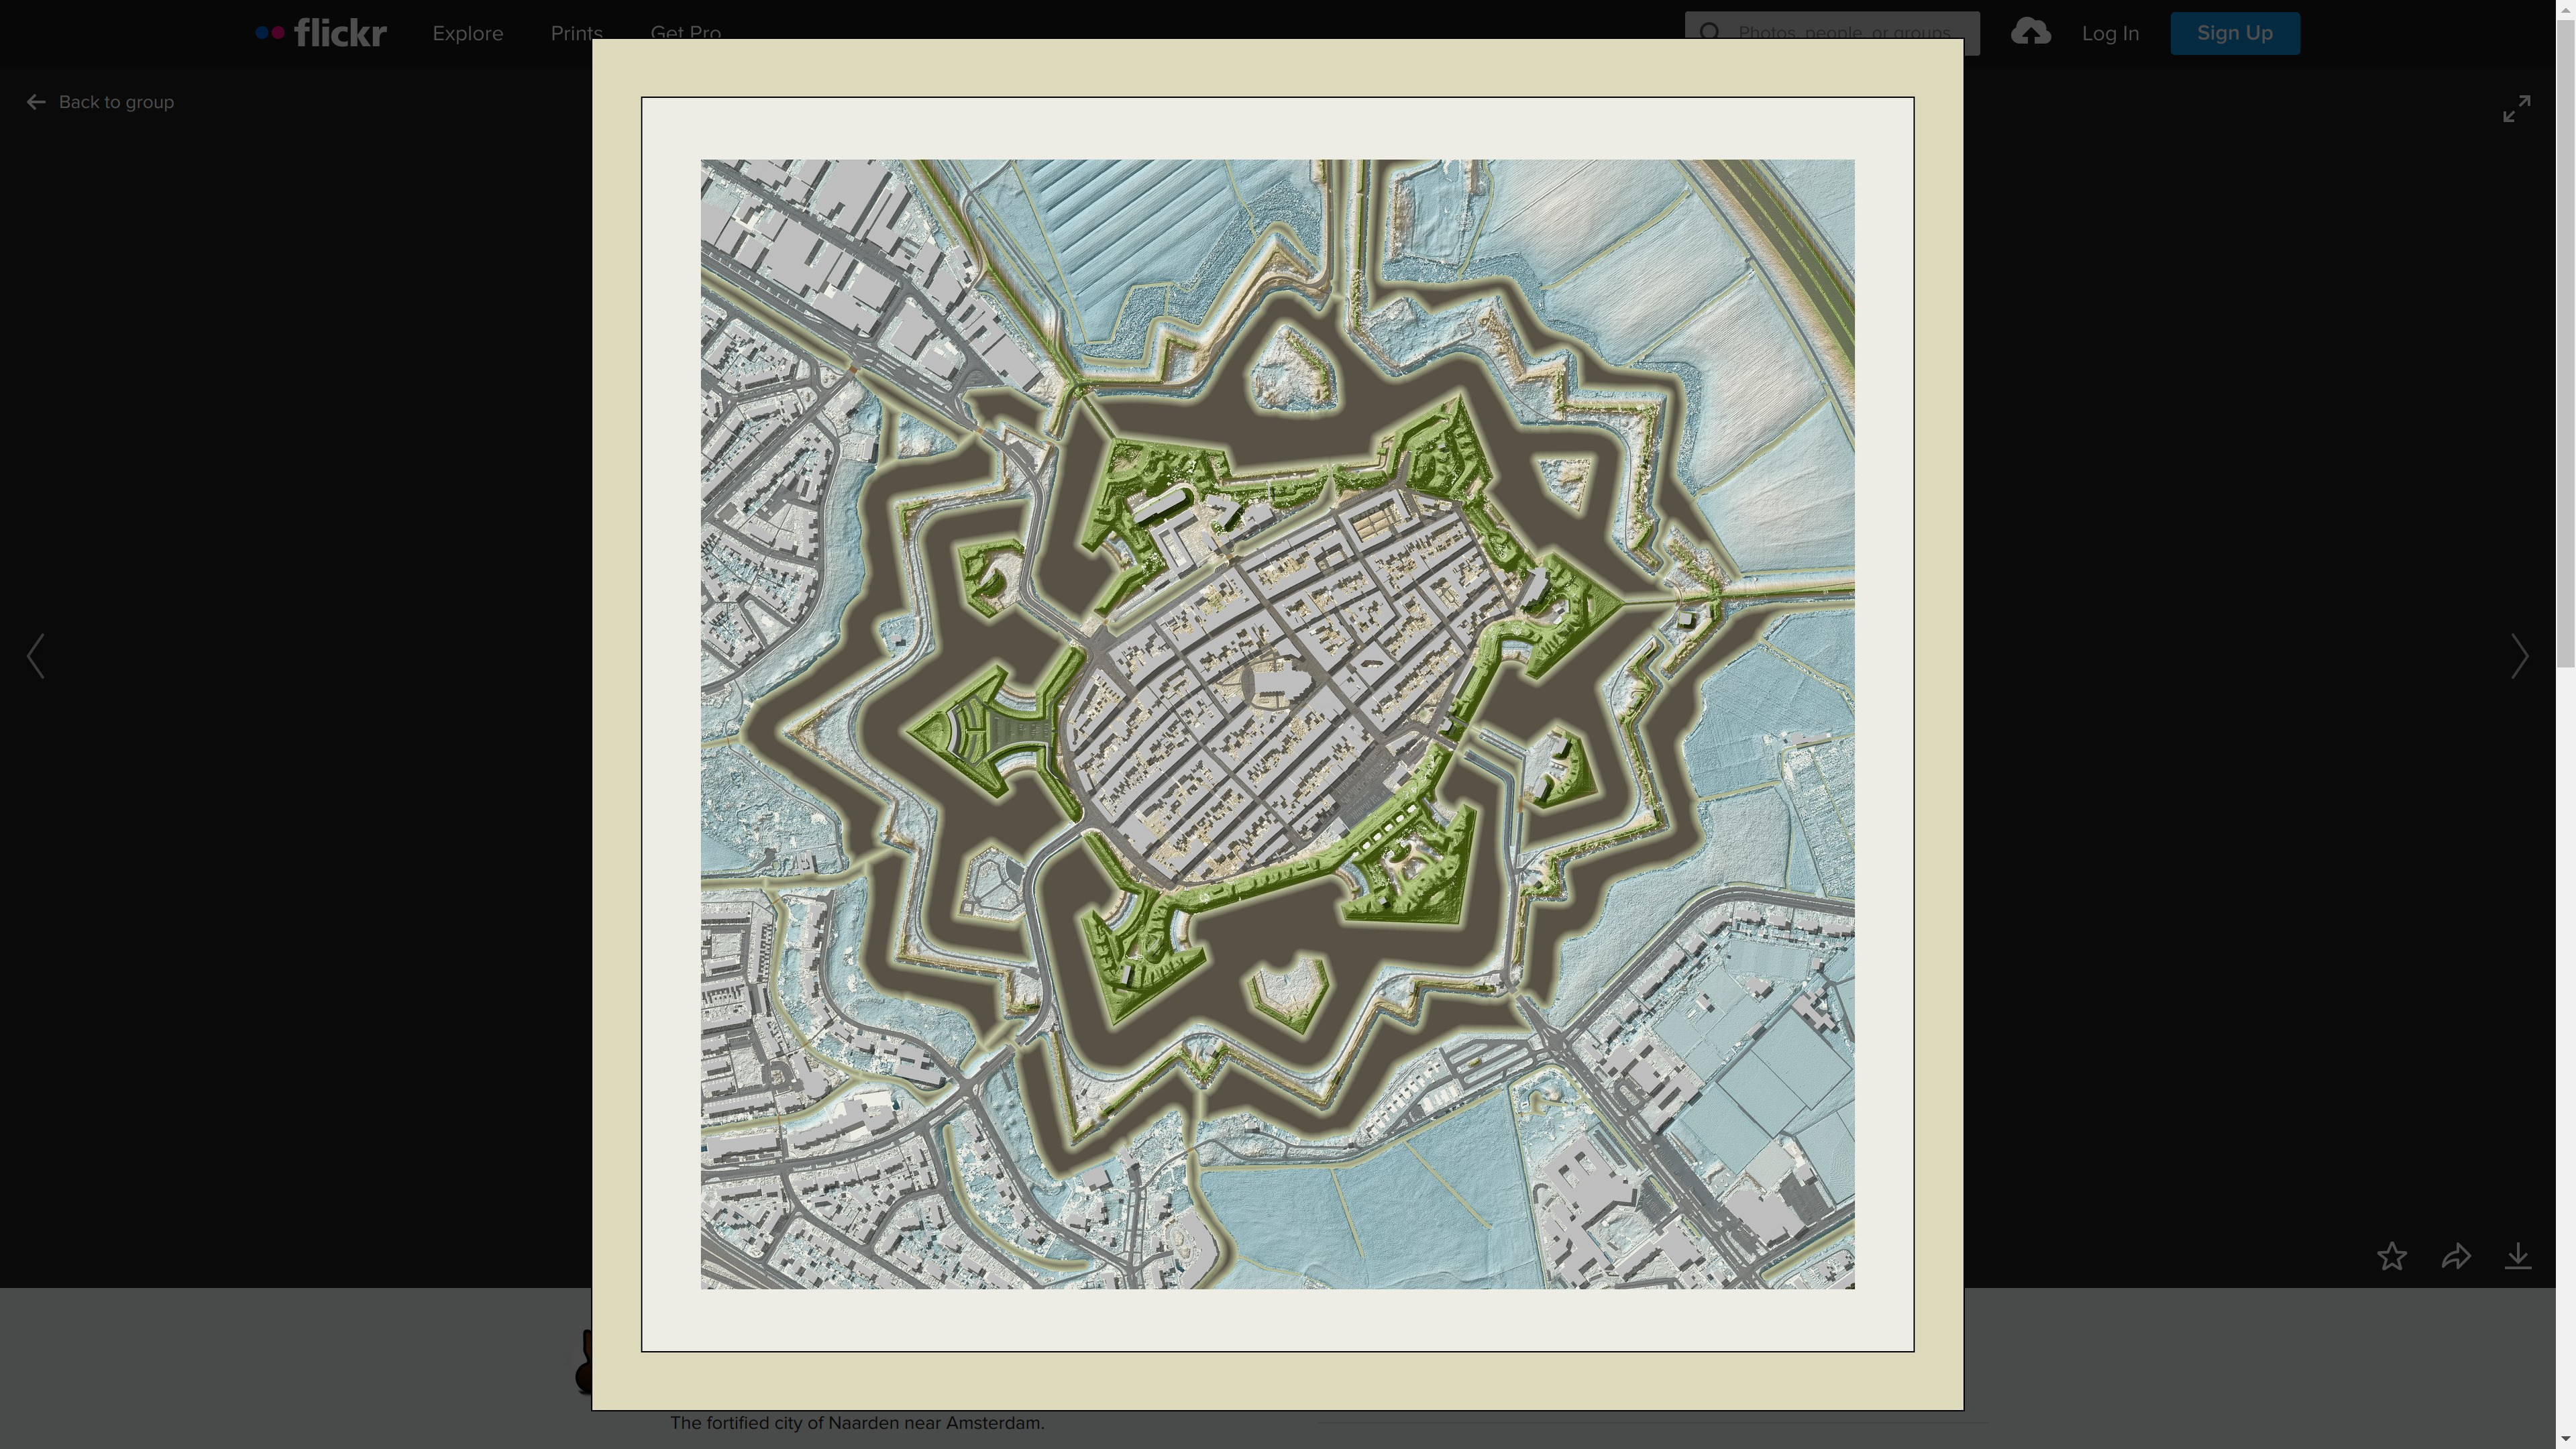 flickr
Explore
Prints
Get Pro
Photos, people, or groups
Log In
Sign Up
Back to group
The fortified city of Naarden near Amsterdam.